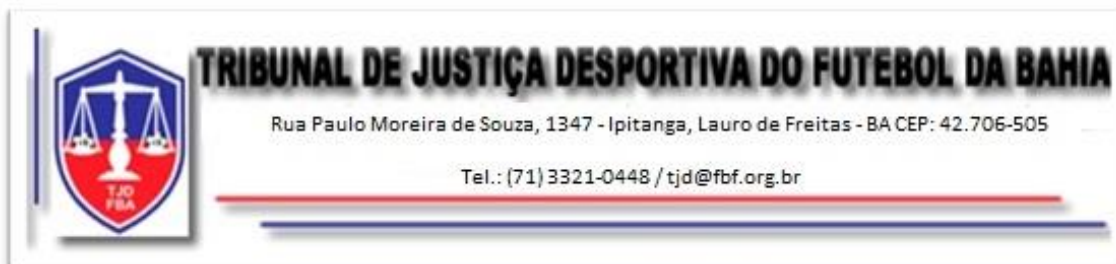 TRIBUNAL DE JUSTIÇA DESPORTIVA DO FUTEBOL DA BAHIA
Rua Paulo Moreira de Souza, 1347 - Ipitanga, Lauro de Freitas - BA CEP: 42.706-505
Tel.: (71) 3321-0448 / tjd@fbf.org.br
TJD
FBA